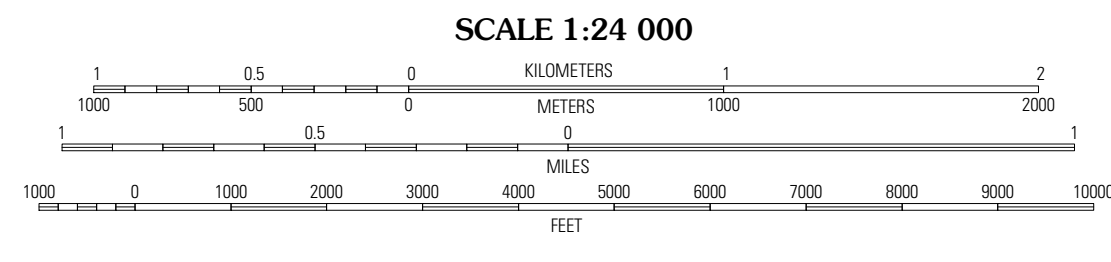 SCALE 1:24 000
1 0.5 0 KILOMETERS 1 2
1000 500 0 METERS 1000 2000
1 0.5 0 1
MILES
1000 0 1000 2000 3000 4000 5000 6000 7000 8000 9000 10000
FEET